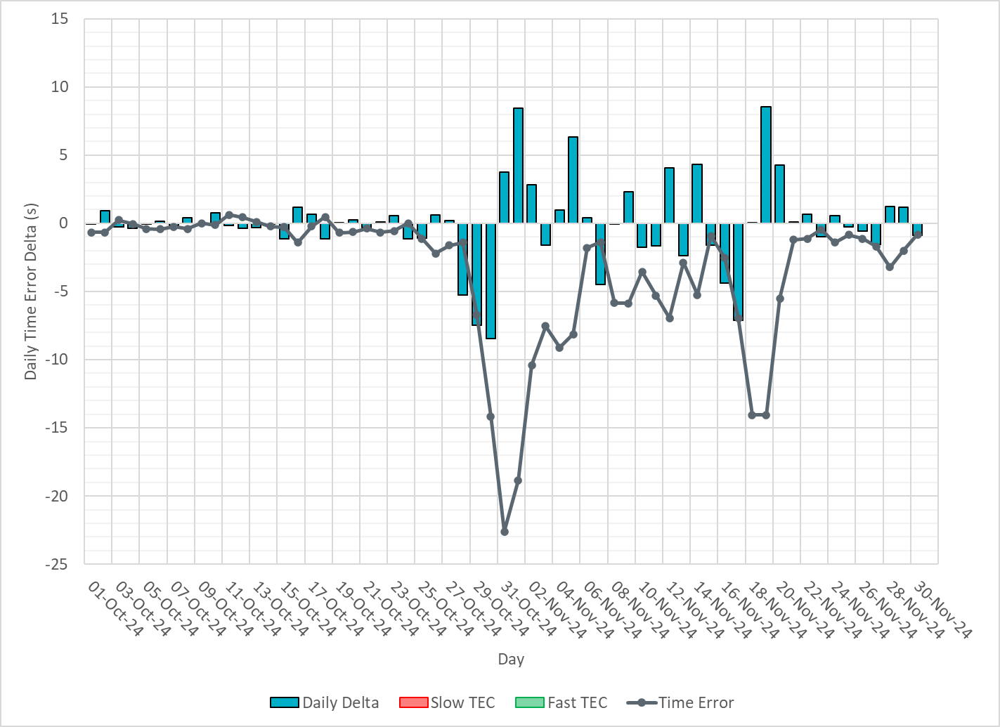 15
10
5
0
-5
-10
-15
-20
-25
Daily Time Error Delta (s)
01-Oct-24
03-Oct-24
05-Oct-24
07-Oct-24
09-Oct-24
11-Oct-24
13-Oct-24
15-Oct-24
17-Oct-24
19-Oct-24
21-Oct-24
23-Oct-24
25-Oct-24
27-Oct-24
29-Oct-24
31-Oct-24
02-Nov-24
04-Nov-24
06-Nov-24
08-Nov-24
10-Nov-24
12-Nov-24
14-Nov-24
16-Nov-24
18-Nov-24
20-Nov-24
22-Nov-24
24-Nov-24
26-Nov-24
28-Nov-24
30-Nov-24
Day
Daily Delta Slow TEC Fast TEC Time Error